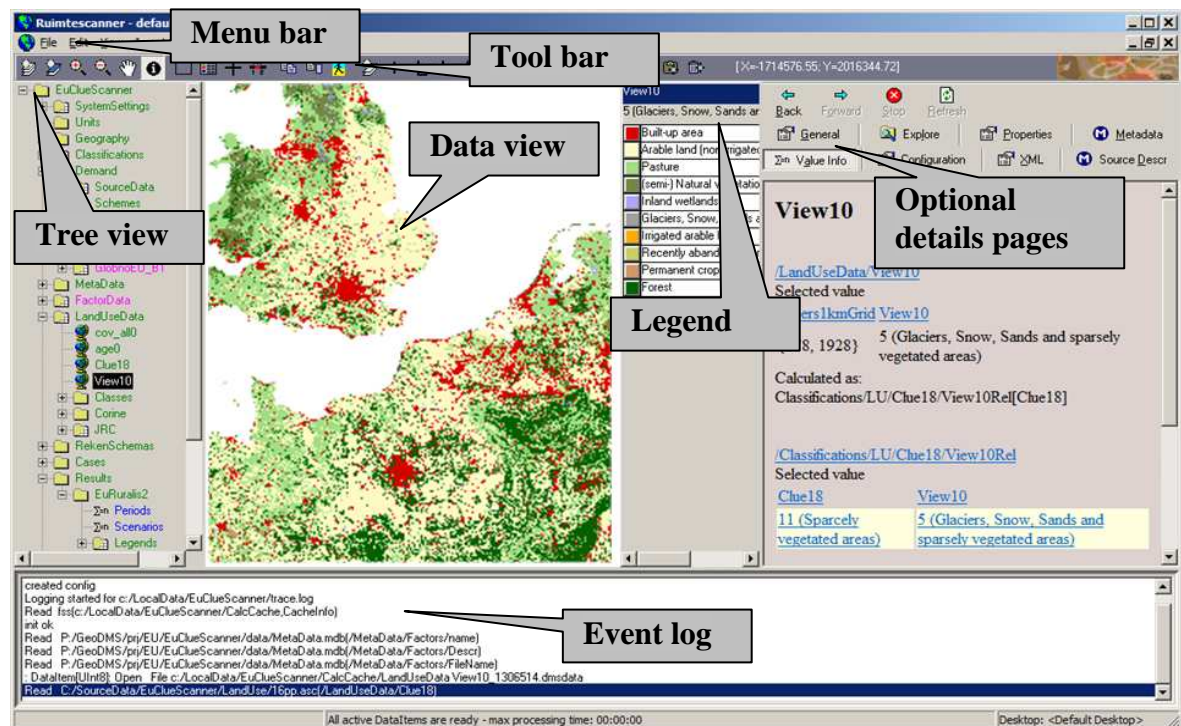 Ruimtescanner - defau
File Edit
Menu bar
Tool bar
[X=-1714576.55; Y=2016344.72]
EuClueScanner
SystemSettings
Units
Geography
Classifications
Demand
SourceData
Schemes
Tree view
GlobioEU_B1
MetaData
FactorData
LandUseData
cov_all0
age0
Clue18
View10
Classes
Corine
JRC
RekenSchemas
Cases
Results
EuRuralis2
Periods
Scenarios
Legends
Data view
View10
5 (Glaciers, Snow, Sands ar
Built-up area
Arable land (non-irrigated
Pasture
(semi-) Natural vegetatio
Inland wetlands
Glaciers, Snow, Sands a
Irrigated arable l
Recently aband
Permanent crop
Forest
Legend
Back Forward Stop Refresh
General Explore Properties Metadata
Σ=n Value Info Configuration XML Source Descr
Optional
details pages
View10
/LandUseData/View10
Selected value
ers1kmGrid View10
8, 1928} 5 (Glaciers, Snow, Sands and sparsely
vegetated areas)
Calculated as:
Classifications/LU/Clue18/View10Rel[Clue18]
/Classifications/LU/Clue18/View10Rel
Selected value
Clue18 View10
11 (Sparcely 5 (Glaciers, Snow, Sands and
vegetated areas) sparsely vegetated areas)
created config
Logging started for c:/LocalData/EuClueScanner/trace.log
Read fss(c:/LocalData/EuClueScanner/CalcCache,CacheInfo)
init ok
Read P:/GeoDMS/prj/EU/EuClueScanner/data/MetaData.mdb(/MetaData/Factors/name)
Read P:/GeoDMS/prj/EU/EuClueScanner/data/MetaData.mdb(/MetaData/Factors/Descr)
Read P:/GeoDMS/prj/EU/EuClueScanner/data/MetaData.mdb(/MetaData/Factors/FileName)
: DataItem[UInt8]: Open File c:/LocalData/EuClueScanner/CalcCache/LandUseData View10_1306514.dmsdata
Read C:/SourceData/EuClueScanner/LandUse/16pp.asc(/LandUseData/Clue18)
Event log
All active DataItems are ready - max processing time: 00:00:00
Desktop: <Default Desktop>